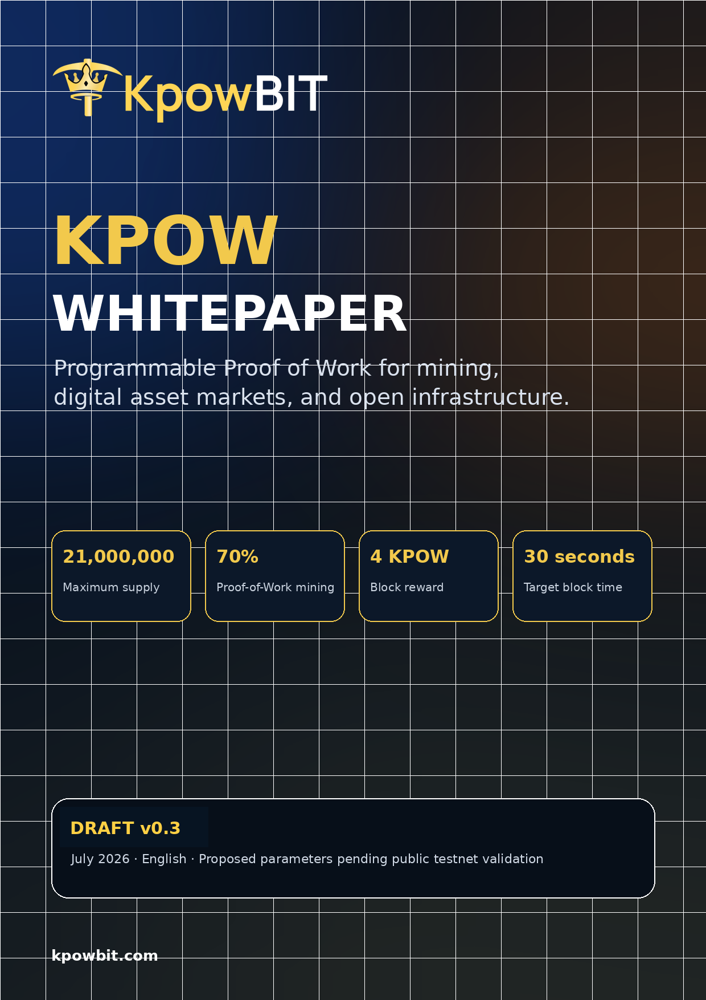 KpowBIT
KPOW
WHITEPAPER
Programmable Proof of Work for mining,
digital asset markets, and open infrastructure.
21,000,000
Maximum supply
70%
Proof-of-Work mining
4 KPOW
Block reward
30 seconds
Target block time
DRAFT v0.3
July 2026 · English · Proposed parameters pending public testnet validation
kpowbit.com